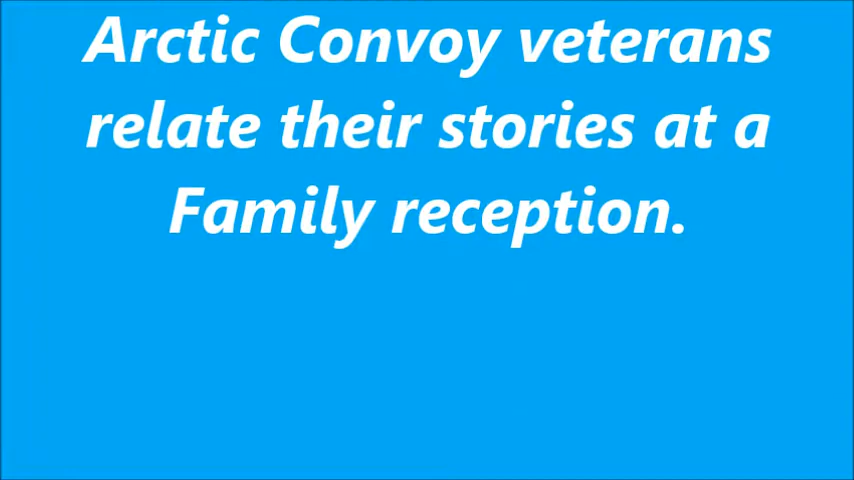 Arctic Convoy veterans
relate their stories at a
Family reception.